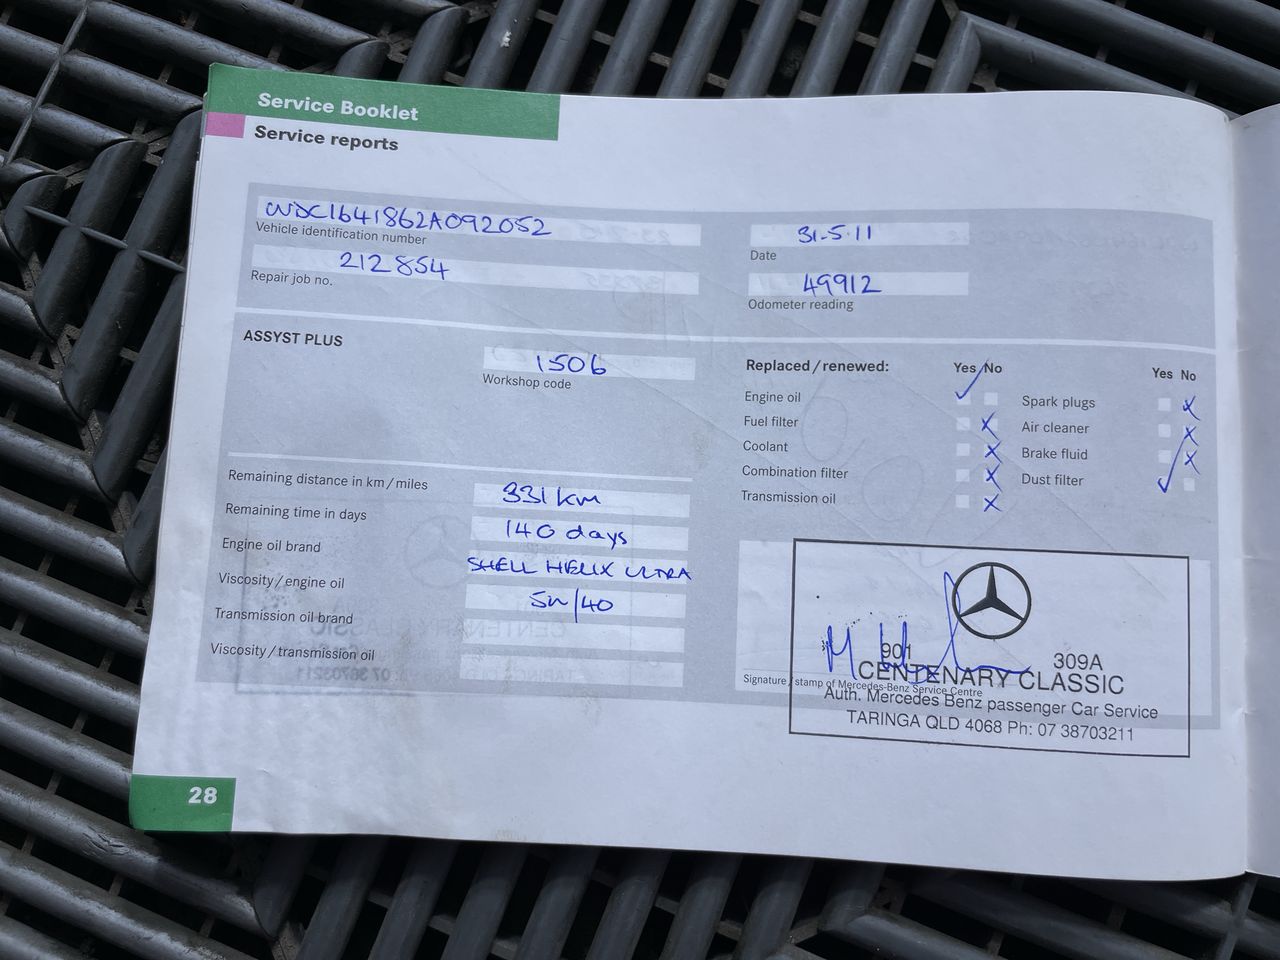 Service Booklet
Service reports
WDC1641862A092052
Vehicle identification number
31-5-11
Date
212854
Repair job no.
49912
Odometer reading
ASSYST PLUS
1506
Workshop code
Replaced/renewed: Yes No Yes No
Engine oil ✓ Spark plugs X
Fuel filter X Air cleaner X
Coolant X Brake fluid X
Combination filter X Dust filter ✓
Transmission oil X
Remaining distance in km/miles 331 km
Remaining time in days 140 days
Engine oil brand SHELL HELIX ULTRA
Viscosity/engine oil 5w/40
Transmission oil brand
Viscosity/transmission oil
901 309A
CENTENARY CLASSIC
Signature/stamp of Mercedes-Benz Service Centre
Auth. Mercedes Benz passenger Car Service
TARINGA QLD 4068 Ph: 07 38703211
28